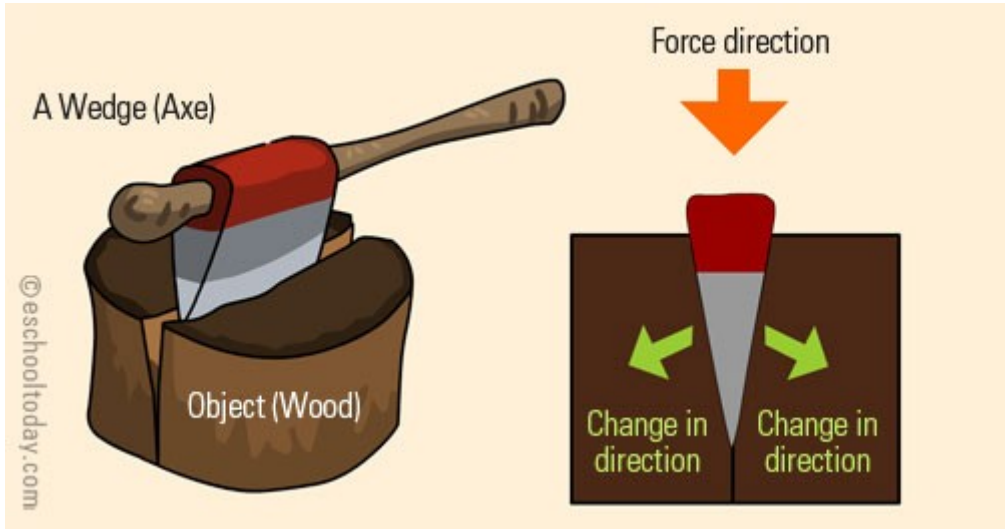 A Wedge (Axe)
Object (Wood)
Force direction
Change in
direction
Change in
direction
©eschooltoday.com